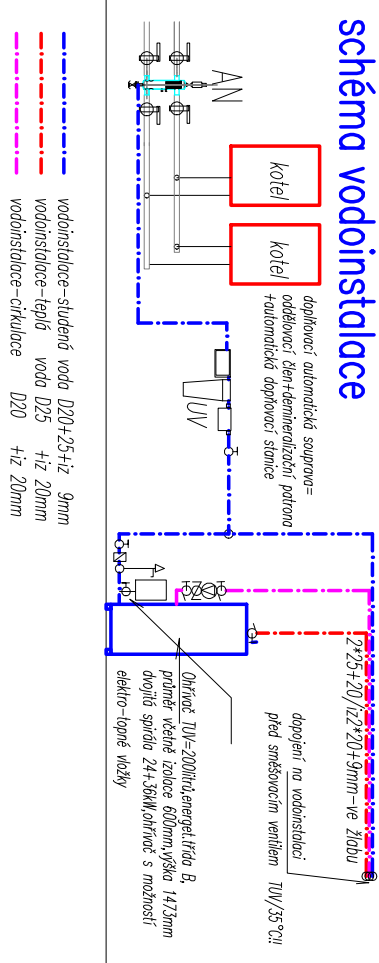 schéma vodoinstalace
AN
kotel
kotel
doplňovací automatická souprava=
oddělovací člen+demineralizační patrona
+automatická doplňovací stanice
UV
2*25+20/iz2*20+9mm-ve žlabu
dopojení na vodoinstalaci
před směšovacím ventilem TUV/35°C!!
Ohřívač TUV=200litrů,energet.třída B,
průměr včetně izolace 600mm,výška 1473mm
dvojitá spirála 24+36kW,ohřívač s možností
elektro-topné vložky
vodoinstalace-studená voda D20+25+iz 9mm
vodoinstalace-teplá voda D25 +iz 20mm
vodoinstalace-cirkulace D20 +iz 20mm